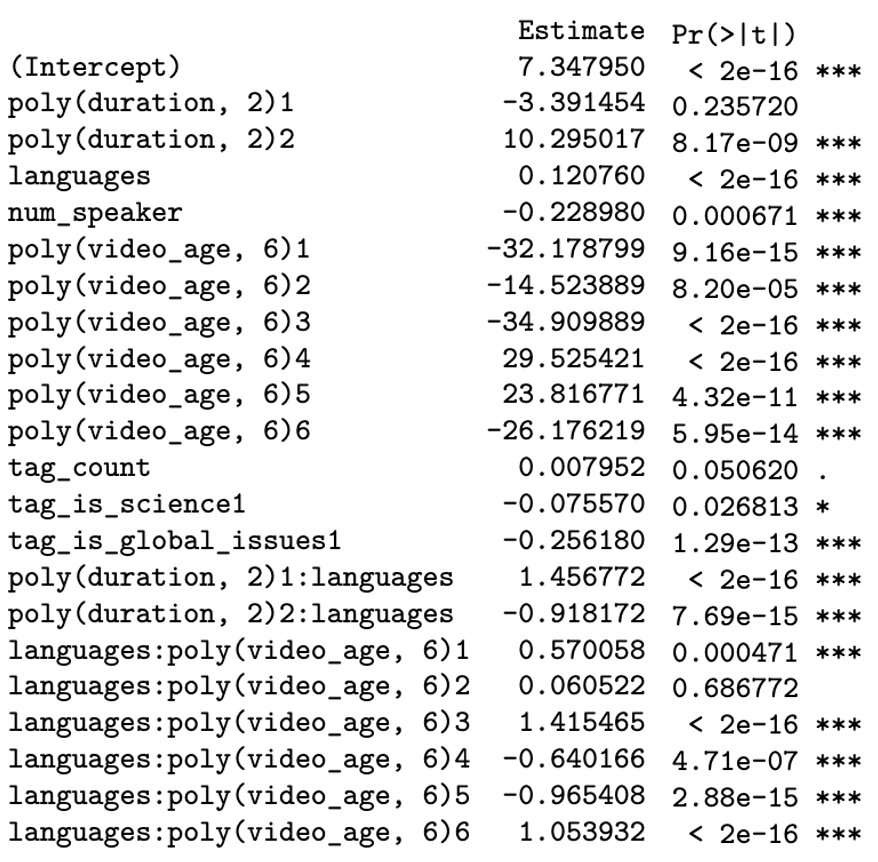 Estimate Pr(>|t|)
(Intercept) 7.347950 < 2e-16 ***
poly(duration, 2)1 -3.391454 0.235720
poly(duration, 2)2 10.295017 8.17e-09 ***
languages 0.120760 < 2e-16 ***
num_speaker -0.228980 0.000671 ***
poly(video_age, 6)1 -32.178799 9.16e-15 ***
poly(video_age, 6)2 -14.523889 8.20e-05 ***
poly(video_age, 6)3 -34.909889 < 2e-16 ***
poly(video_age, 6)4 29.525421 < 2e-16 ***
poly(video_age, 6)5 23.816771 4.32e-11 ***
poly(video_age, 6)6 -26.176219 5.95e-14 ***
tag_count 0.007952 0.050620 .
tag_is_science1 -0.075570 0.026813 *
tag_is_global_issues1 -0.256180 1.29e-13 ***
poly(duration, 2)1:languages 1.456772 < 2e-16 ***
poly(duration, 2)2:languages -0.918172 7.69e-15 ***
languages:poly(video_age, 6)1 0.570058 0.000471 ***
languages:poly(video_age, 6)2 0.060522 0.686772
languages:poly(video_age, 6)3 1.415465 < 2e-16 ***
languages:poly(video_age, 6)4 -0.640166 4.71e-07 ***
languages:poly(video_age, 6)5 -0.965408 2.88e-15 ***
languages:poly(video_age, 6)6 1.053932 < 2e-16 ***